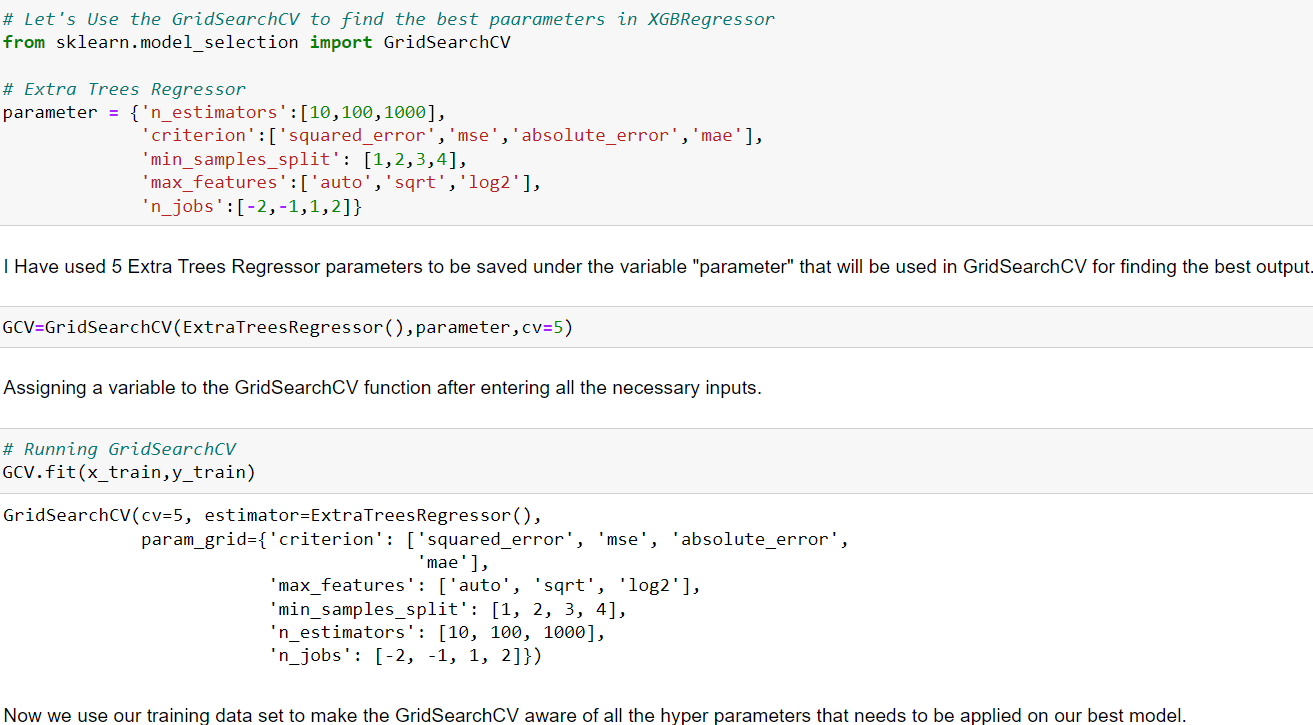 # Let's Use the GridSearchCV to find the best paarameters in XGBRegressor
from sklearn.model_selection import GridSearchCV
# Extra Trees Regressor
parameter = {'n_estimators':[10,100,1000],
'criterion':['squared_error','mse','absolute_error','mae'],
'min_samples_split': [1,2,3,4],
'max_features':['auto','sqrt','log2'],
'n_jobs':[-2,-1,1,2]}
I Have used 5 Extra Trees Regressor parameters to be saved under the variable "parameter" that will be used in GridSearchCV for finding the best output.
GCV=GridSearchCV(ExtraTreesRegressor(),parameter,cv=5)
Assigning a variable to the GridSearchCV function after entering all the necessary inputs.
# Running GridSearchCV
GCV.fit(x_train,y_train)
GridSearchCV(cv=5, estimator=ExtraTreesRegressor(),
param_grid={'criterion': ['squared_error', 'mse', 'absolute_error',
'mae'],
'max_features': ['auto', 'sqrt', 'log2'],
'min_samples_split': [1, 2, 3, 4],
'n_estimators': [10, 100, 1000],
'n_jobs': [-2, -1, 1, 2]})
Now we use our training data set to make the GridSearchCV aware of all the hyper parameters that needs to be applied on our best model.